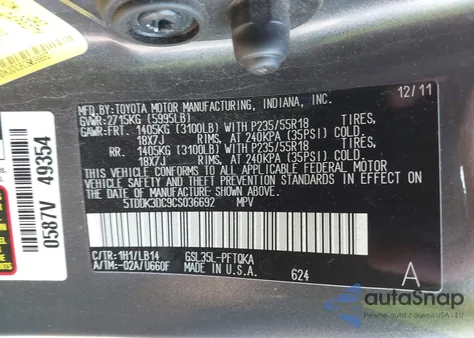 12/11
MFD.BY:TOYOTA MOTOR MANUFACTURING, INDIANA, INC.
GVWR:2715KG (5995LB)
GAWR:FRT. 1405KG (3100LB) WITH P235/55R18 TIRES,
18X7J RIMS, AT 240KPA (35PSI) COLD.
RR. 1405KG (3100LB) WITH P235/55R18 TIRES,
18X7J RIMS, AT 240KPA (35PSI) COLD.
THIS VEHICLE CONFORMS TO ALL APPLICABLE FEDERAL MOTOR
VEHICLE SAFETY STANDARDS IN EFFECT ON THE DATE OF
MANUFACTURE SHOWN ABOVE.
5TDDK3DC9CS036692 MPV
C/TR:1H1/LB14 GSL35L-PFTQKA
A/TM:-02A/U660F MADE IN U.S.A. 624
A
0587V 49354
autoSnap